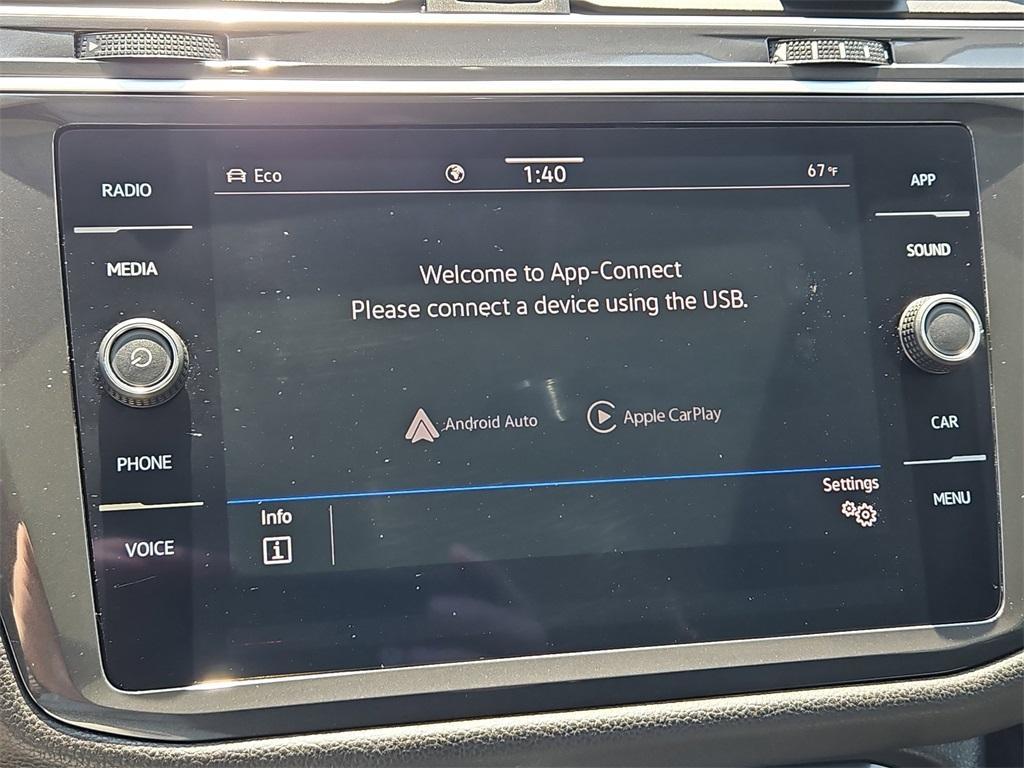 RADIO
MEDIA
PHONE
VOICE
Eco
1:40
67°F
Welcome to App-Connect
Please connect a device using the USB.
Android Auto
Apple CarPlay
Info
i
Settings
APP
SOUND
CAR
MENU